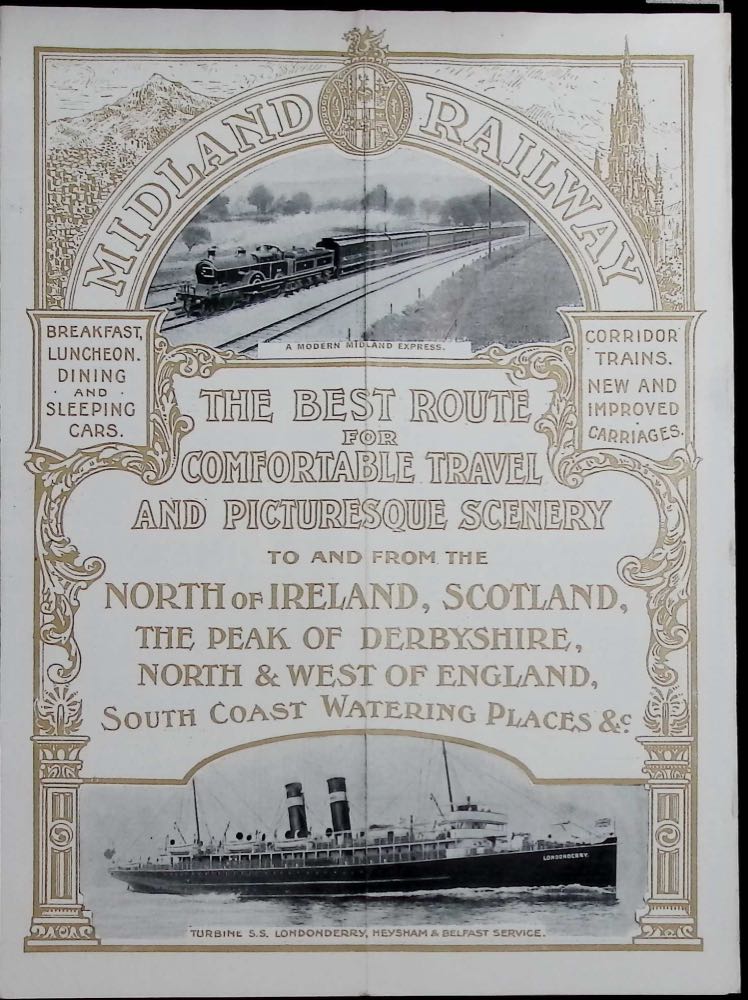 MIDLAND RAILWAY
A MODERN MIDLAND EXPRESS.
BREAKFAST,
LUNCHEON.
DINING
AND
SLEEPING
CARS.
CORRIDOR
TRAINS.
NEW AND
IMPROVED
CARRIAGES.
THE BEST ROUTE
FOR
COMFORTABLE TRAVEL
AND PICTURESQUE SCENERY
TO AND FROM THE
NORTH OF IRELAND, SCOTLAND,
THE PEAK OF DERBYSHIRE,
NORTH & WEST OF ENGLAND,
SOUTH COAST WATERING PLACES &c.
LONDONDERRY.
TURBINE S.S. LONDONDERRY, HEYSHAM & BELFAST SERVICE.